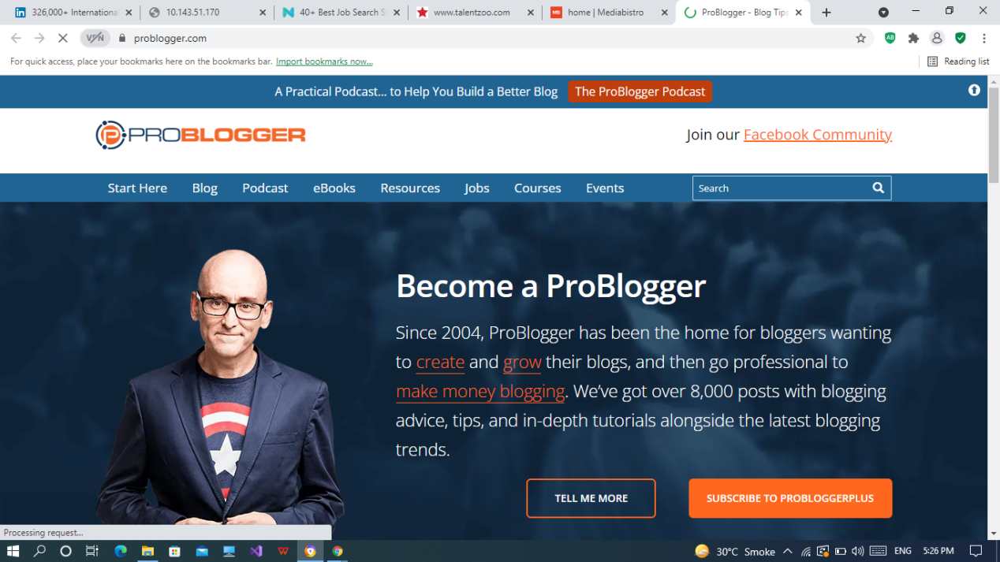 326,000+ Internationa
10.143.51.170
40+ Best Job Search S
www.talentzoo.com
MB
home | Mediabistro
ProBlogger - Blog Tips
VPN
problogger.com
For quick access, place your bookmarks here on the bookmarks bar. Import bookmarks now...
Reading list
A Practical Podcast... to Help You Build a Better Blog
The ProBlogger Podcast
PROBLOGGER
Join our Facebook Community
Start Here
Blog
Podcast
eBooks
Resources
Jobs
Courses
Events
Search
Become a ProBlogger
Since 2004, ProBlogger has been the home for bloggers wanting
to create and grow their blogs, and then go professional to
make money blogging. We’ve got over 8,000 posts with blogging
advice, tips, and in-depth tutorials alongside the latest blogging
trends.
TELL ME MORE
SUBSCRIBE TO PROBLOGGERPLUS
Processing request...
30°C Smoke
ENG
5:26 PM